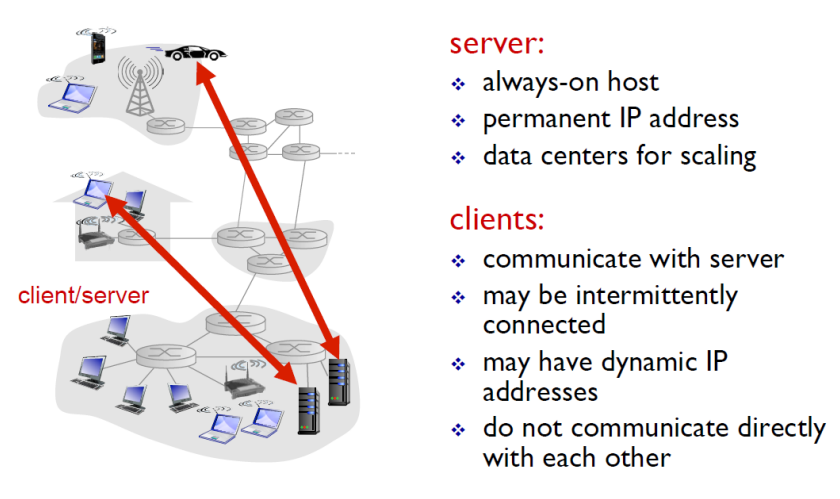 server:
always-on host
permanent IP address
data centers for scaling
clients:
communicate with server
may be intermittently
connected
may have dynamic IP
addresses
do not communicate directly
with each other
client/server